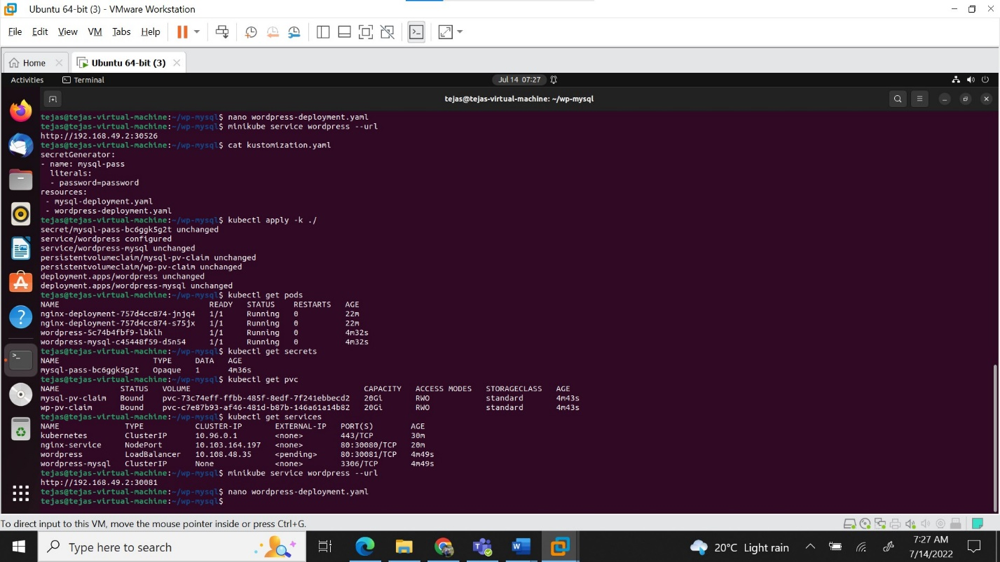 Ubuntu 64-bit (3) - VMware Workstation
File Edit View VM Tabs Help
Home Ubuntu 64-bit (3)
Activities Terminal Jul 14 07:27
tejas@tejas-virtual-machine: ~/wp-mysql
tejas@tejas-virtual-machine:~/wp-mysql$ nano wordpress-deployment.yaml
tejas@tejas-virtual-machine:~/wp-mysql$ minikube service wordpress --url
http://192.168.49.2:30526
tejas@tejas-virtual-machine:~/wp-mysql$ cat kustomization.yaml
secretGenerator:
- name: mysql-pass
  literals:
  - password=password
resources:
 - mysql-deployment.yaml
 - wordpress-deployment.yaml
tejas@tejas-virtual-machine:~/wp-mysql$ kubectl apply -k ./
secret/mysql-pass-bc6ggk5g2t unchanged
service/wordpress configured
service/wordpress-mysql unchanged
persistentvolumeclaim/mysql-pv-claim unchanged
persistentvolumeclaim/wp-pv-claim unchanged
deployment.apps/wordpress unchanged
deployment.apps/wordpress-mysql unchanged
tejas@tejas-virtual-machine:~/wp-mysql$ kubectl get pods
NAME READY STATUS RESTARTS AGE
nginx-deployment-757d4cc874-jnjq4 1/1 Running 0 22m
nginx-deployment-757d4cc874-s75jx 1/1 Running 0 22m
wordpress-5c74b4fbf9-lbklh 1/1 Running 0 4m32s
wordpress-mysql-c45448f59-d5n54 1/1 Running 0 4m32s
tejas@tejas-virtual-machine:~/wp-mysql$ kubectl get secrets
NAME TYPE DATA AGE
mysql-pass-bc6ggk5g2t Opaque 1 4m36s
tejas@tejas-virtual-machine:~/wp-mysql$ kubectl get pvc
NAME STATUS VOLUME CAPACITY ACCESS MODES STORAGECLASS AGE
mysql-pv-claim Bound pvc-73c74eff-ffbb-485f-8edf-7f241ebbecd2 20Gi RWO standard 4m43s
wp-pv-claim Bound pvc-c7e87b93-af46-481d-b87b-146a61a14b82 20Gi RWO standard 4m43s
tejas@tejas-virtual-machine:~/wp-mysql$ kubectl get services
NAME TYPE CLUSTER-IP EXTERNAL-IP PORT(S) AGE
kubernetes ClusterIP 10.96.0.1 <none> 443/TCP 30m
nginx-service NodePort 10.103.164.197 <none> 80:30080/TCP 20m
wordpress LoadBalancer 10.108.48.35 <pending> 80:30081/TCP 4m49s
wordpress-mysql ClusterIP None <none> 3306/TCP 4m49s
tejas@tejas-virtual-machine:~/wp-mysql$ minikube service wordpress --url
http://192.168.49.2:30081
tejas@tejas-virtual-machine:~/wp-mysql$ nano wordpress-deployment.yaml
tejas@tejas-virtual-machine:~/wp-mysql$
To direct input to this VM, move the mouse pointer inside or press Ctrl+G.
Type here to search
20°C Light rain
7:27 AM
7/14/2022